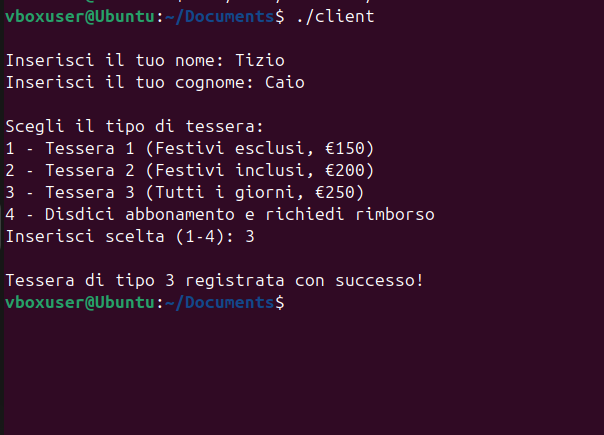 vboxuser@Ubuntu:~/Documents$ ./client
Inserisci il tuo nome: Tizio
Inserisci il tuo cognome: Caio
Scegli il tipo di tessera:
1 - Tessera 1 (Festivi esclusi, €150)
2 - Tessera 2 (Festivi inclusi, €200)
3 - Tessera 3 (Tutti i giorni, €250)
4 - Disdici abbonamento e richiedi rimborso
Inserisci scelta (1-4): 3
Tessera di tipo 3 registrata con successo!
vboxuser@Ubuntu:~/Documents$